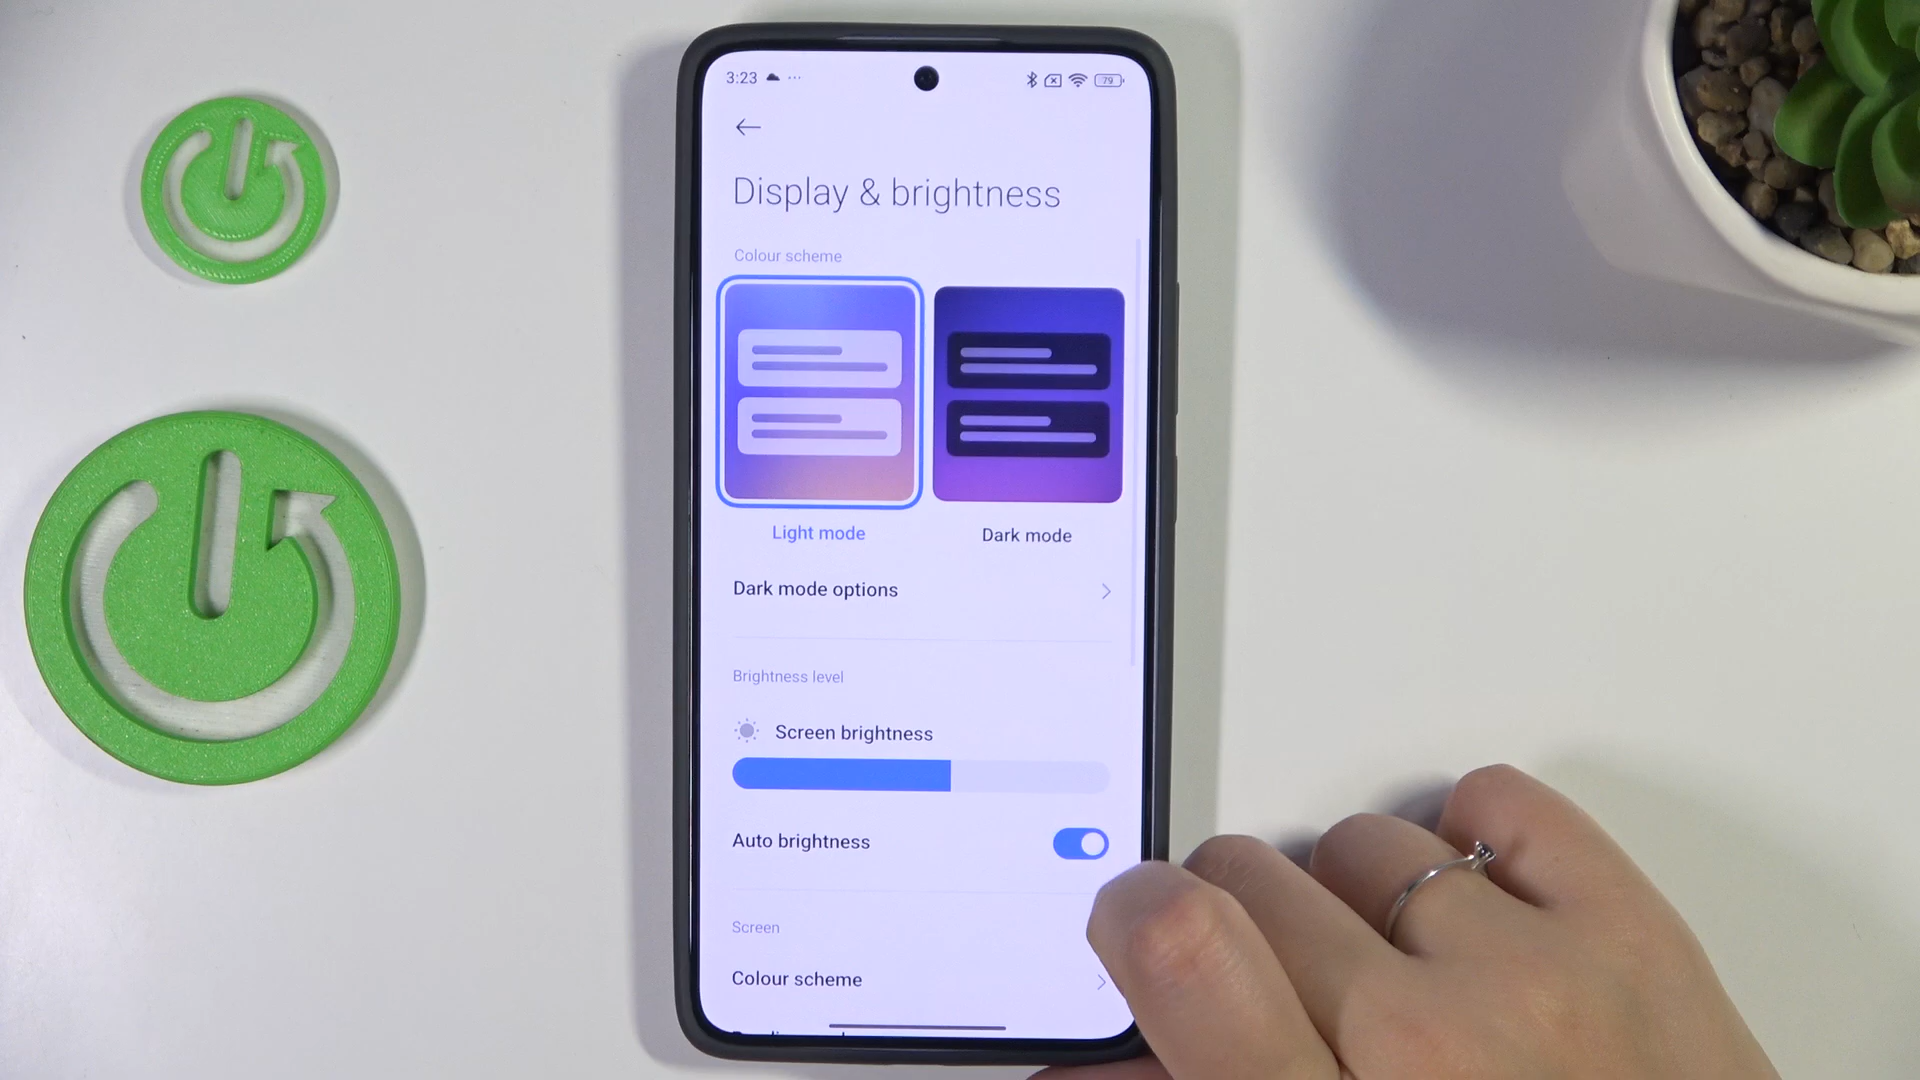 3:23 ... 79
Display & brightness
Colour scheme
Light mode
Dark mode
Dark mode options
Brightness level
Screen brightness
Auto brightness
Screen
Colour scheme